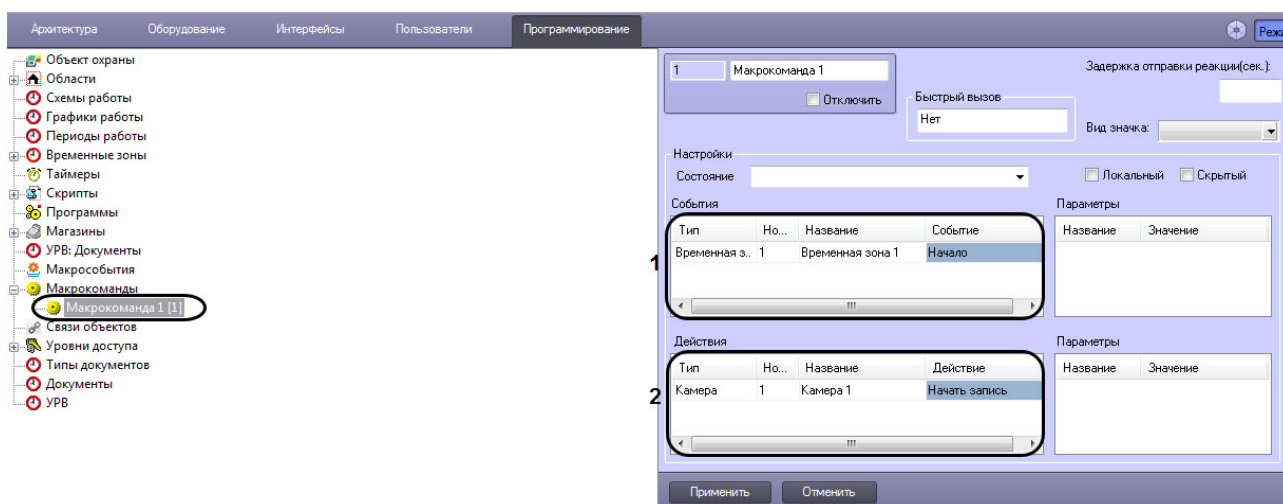 Архитектура Оборудование Интерфейсы Пользователи Программирование
Объект охраны
Области
Схемы работы
Графики работы
Периоды работы
Временные зоны
Таймеры
Скрипты
Программы
Магазины
УРВ: Документы
Макрособытия
Макрокоманды
Макрокоманда 1 [1]
Связи объектов
Уровни доступа
Типы документов
Документы
УРВ
1 Макрокоманда 1
Отключить
Быстрый вызов
Нет
Задержка отправки реакции(сек.):
Вид значка:
Настройки
Состояние
Локальный Скрытый
События
Параметры
Тип Но... Название Событие
Название Значение
1
Временная з.. 1 Временная зона 1 Начало
Действия
Параметры
Тип Но... Название Действие
Название Значение
2
Камера 1 Камера 1 Начать запись
Применить Отменить